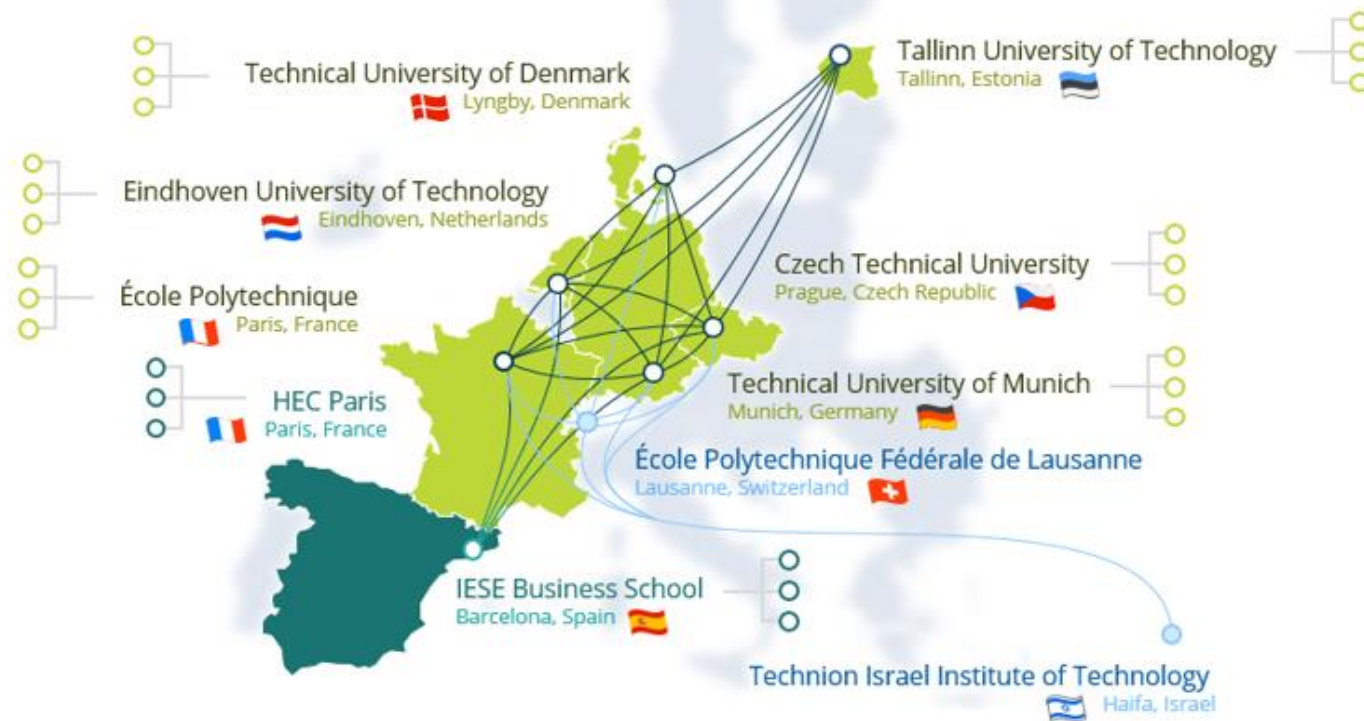 Technical University of Denmark
Lyngby, Denmark
Tallinn University of Technology
Tallinn, Estonia
Eindhoven University of Technology
Eindhoven, Netherlands
École Polytechnique
Paris, France
Czech Technical University
Prague, Czech Republic
HEC Paris
Paris, France
Technical University of Munich
Munich, Germany
École Polytechnique Fédérale de Lausanne
Lausanne, Switzerland
IESE Business School
Barcelona, Spain
Technion Israel Institute of Technology
Haifa, Israel